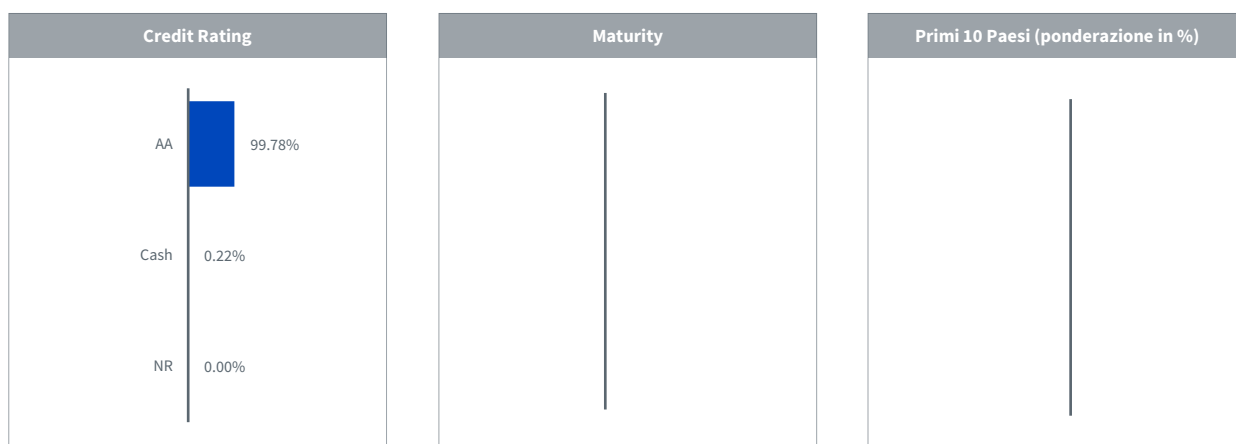 Credit Rating
AA 99.78%
Cash 0.22%
NR 0.00%
Maturity
Primi 10 Paesi (ponderazione in %)